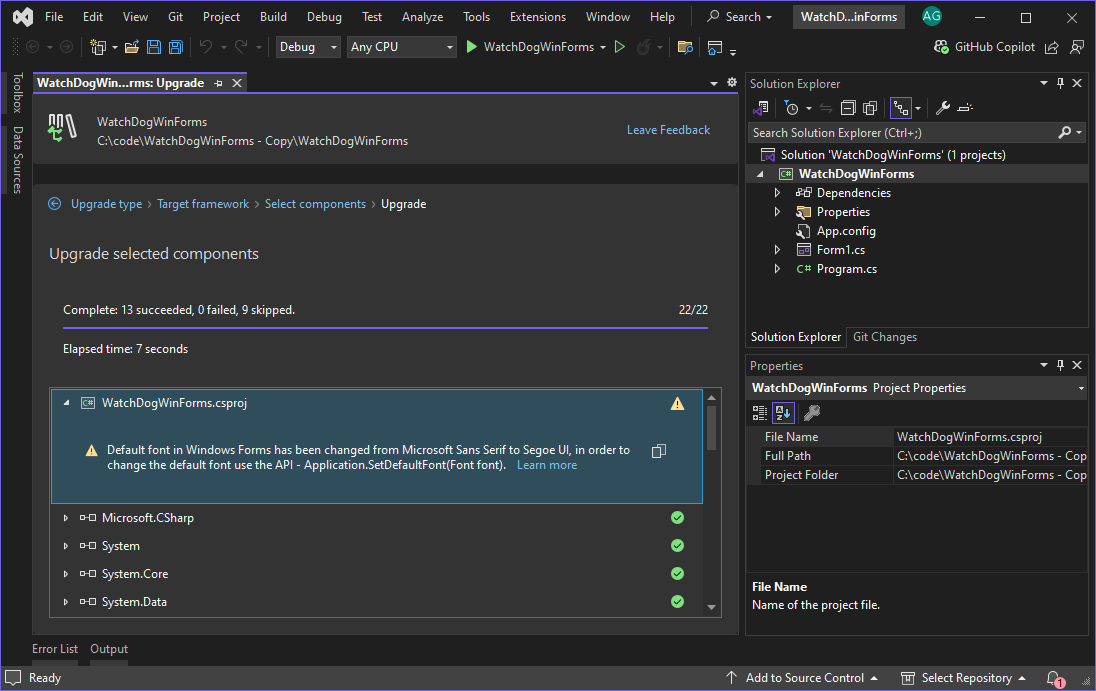 File Edit View Git Project Build Debug Test Analyze Tools Extensions Window Help Search WatchD...inForms AG
Debug Any CPU WatchDogWinForms GitHub Copilot
Toolbox
Data Sources
WatchDogWin...rms: Upgrade
WatchDogWinForms
C:\code\WatchDogWinForms - Copy\WatchDogWinForms
Leave Feedback
Upgrade type > Target framework > Select components > Upgrade
Upgrade selected components
Complete: 13 succeeded, 0 failed, 9 skipped. 22/22
Elapsed time: 7 seconds
C# WatchDogWinForms.csproj
Default font in Windows Forms has been changed from Microsoft Sans Serif to Segoe UI, in order to
change the default font use the API - Application.SetDefaultFont(Font font). Learn more
Microsoft.CSharp
System
System.Core
System.Data
Error List Output
Solution Explorer
Search Solution Explorer (Ctrl+;)
Solution 'WatchDogWinForms' (1 projects)
C# WatchDogWinForms
Dependencies
Properties
App.config
Form1.cs
C# Program.cs
Solution Explorer Git Changes
Properties
WatchDogWinForms Project Properties
File Name WatchDogWinForms.csproj
Full Path C:\code\WatchDogWinForms - Cop
Project Folder C:\code\WatchDogWinForms - Cop
File Name
Name of the project file.
Ready Add to Source Control Select Repository 1